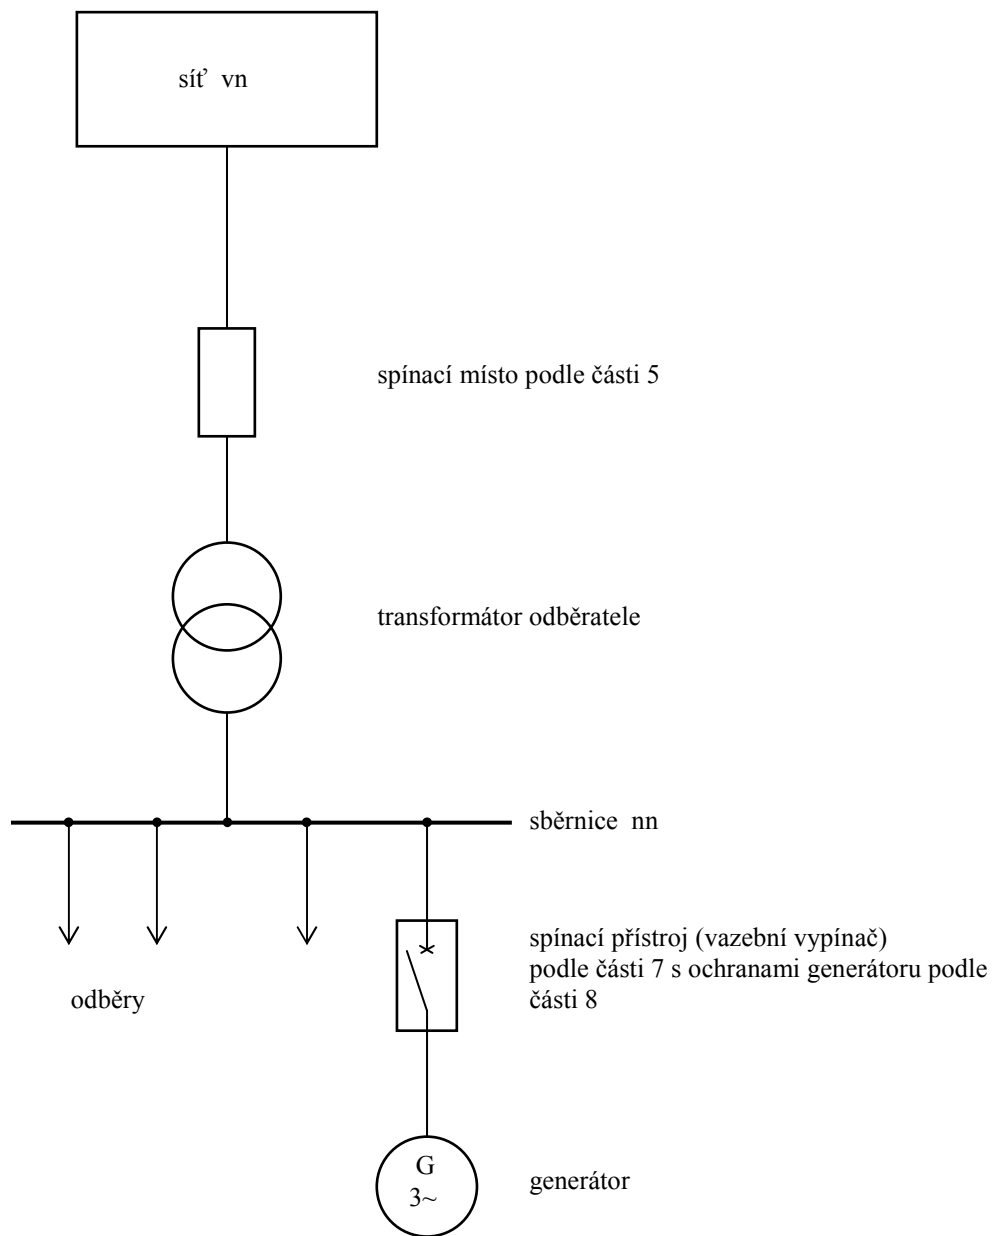 síť vn
spínací místo podle části 5
transformátor odběratele
sběrnice nn
spínací přístroj (vazební vypínač)
podle části 7 s ochranami generátoru podle
části 8
odběry
G
3~
generátor